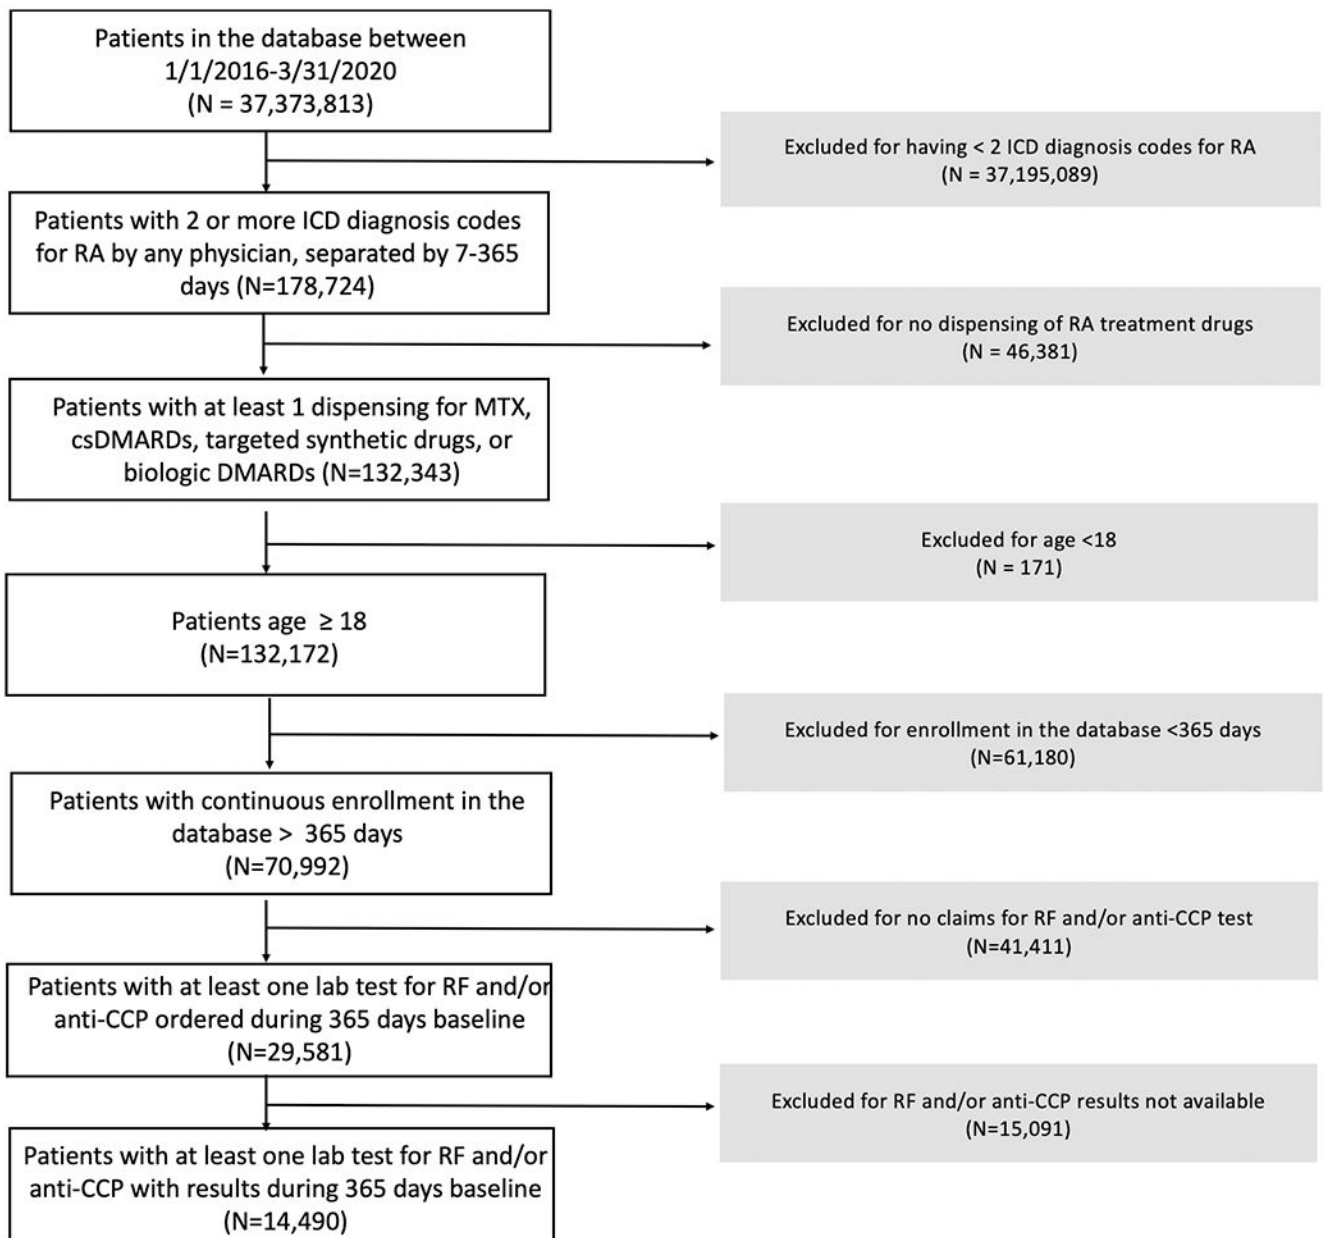 Patients in the database between
1/1/2016-3/31/2020
(N = 37,373,813)
Excluded for having < 2 ICD diagnosis codes for RA
(N = 37,195,089)
Patients with 2 or more ICD diagnosis codes
for RA by any physician, separated by 7-365
days (N=178,724)
Excluded for no dispensing of RA treatment drugs
(N = 46,381)
Patients with at least 1 dispensing for MTX,
csDMARDs, targeted synthetic drugs, or
biologic DMARDs (N=132,343)
Excluded for age <18
(N = 171)
Patients age ≥ 18
(N=132,172)
Excluded for enrollment in the database <365 days
(N=61,180)
Patients with continuous enrollment in the
database > 365 days
(N=70,992)
Excluded for no claims for RF and/or anti-CCP test
(N=41,411)
Patients with at least one lab test for RF and/or
anti-CCP ordered during 365 days baseline
(N=29,581)
Excluded for RF and/or anti-CCP results not available
(N=15,091)
Patients with at least one lab test for RF and/or
anti-CCP with results during 365 days baseline
(N=14,490)